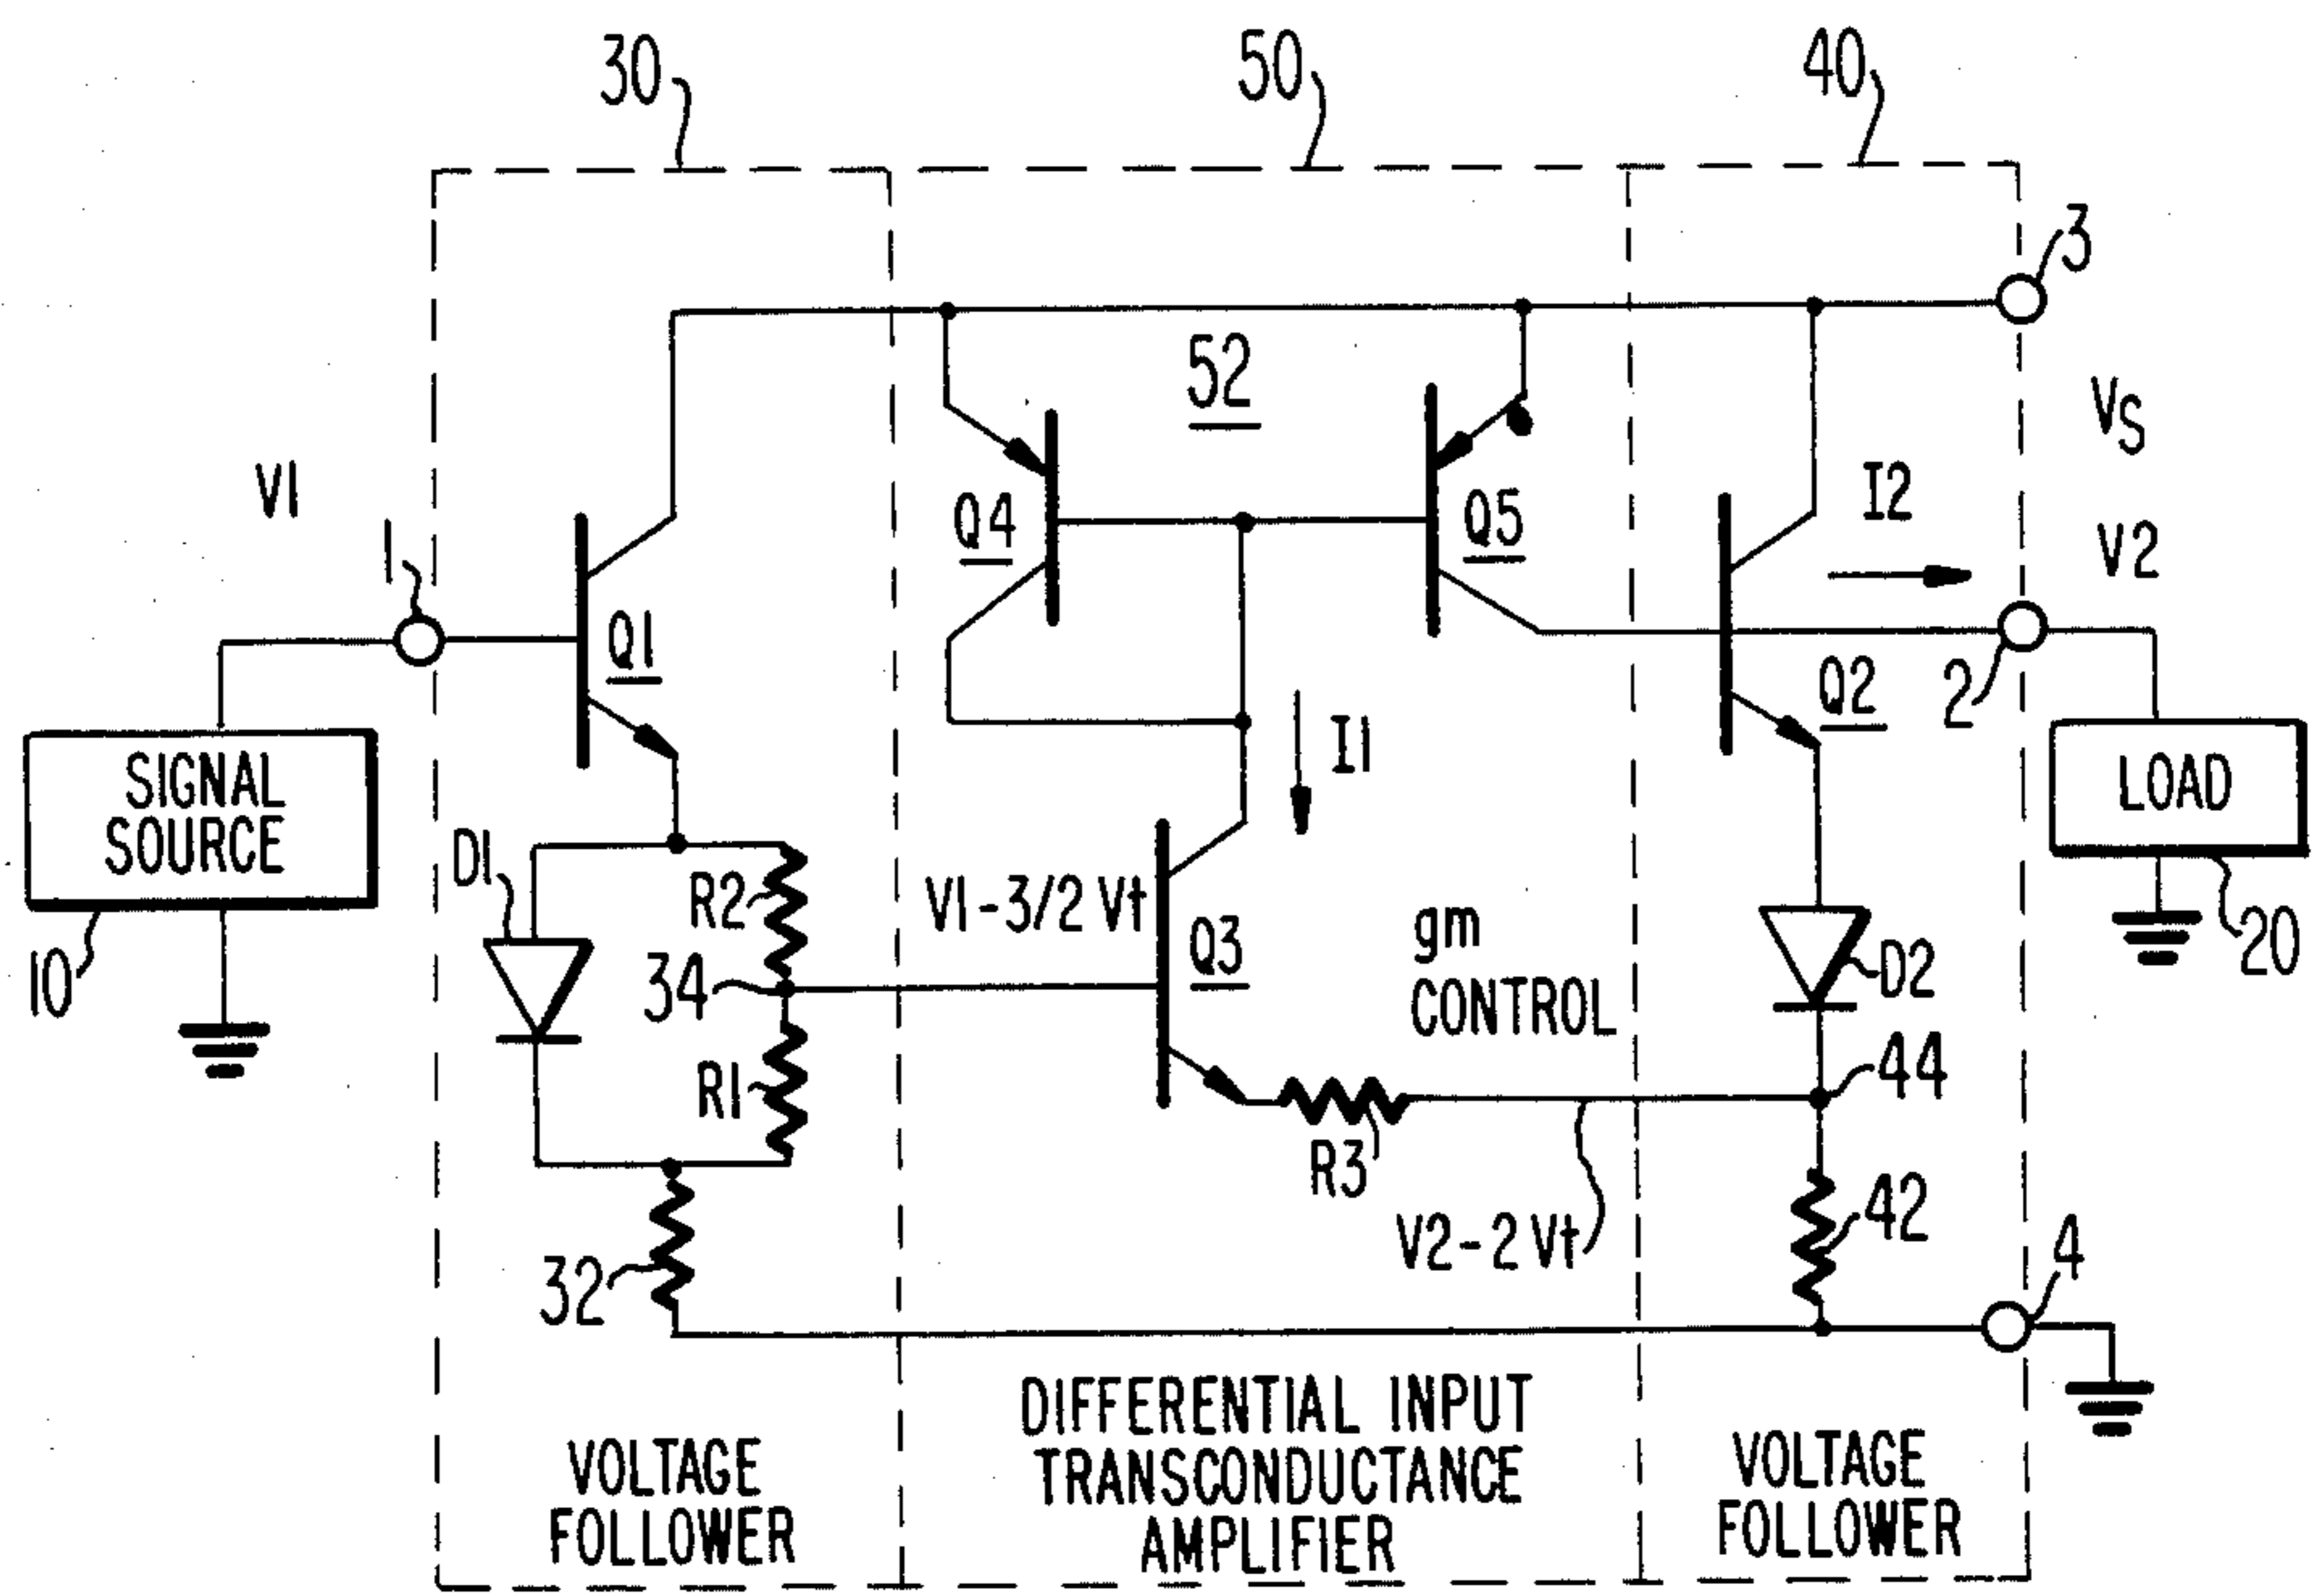 30
50
40
3
52
VS
V1
I2
Q4
Q5
V2
1
Q1
Q2
2
I1
SIGNAL
SOURCE
LOAD
D1
R2
V1-3/2 Vt
Q3
gm
CONTROL
D2
20
10
34
R1
44
R3
42
V2-2 Vt
4
32
DIFFERENTIAL INPUT
TRANSCONDUCTANCE
AMPLIFIER
VOLTAGE
FOLLOWER
VOLTAGE
FOLLOWER